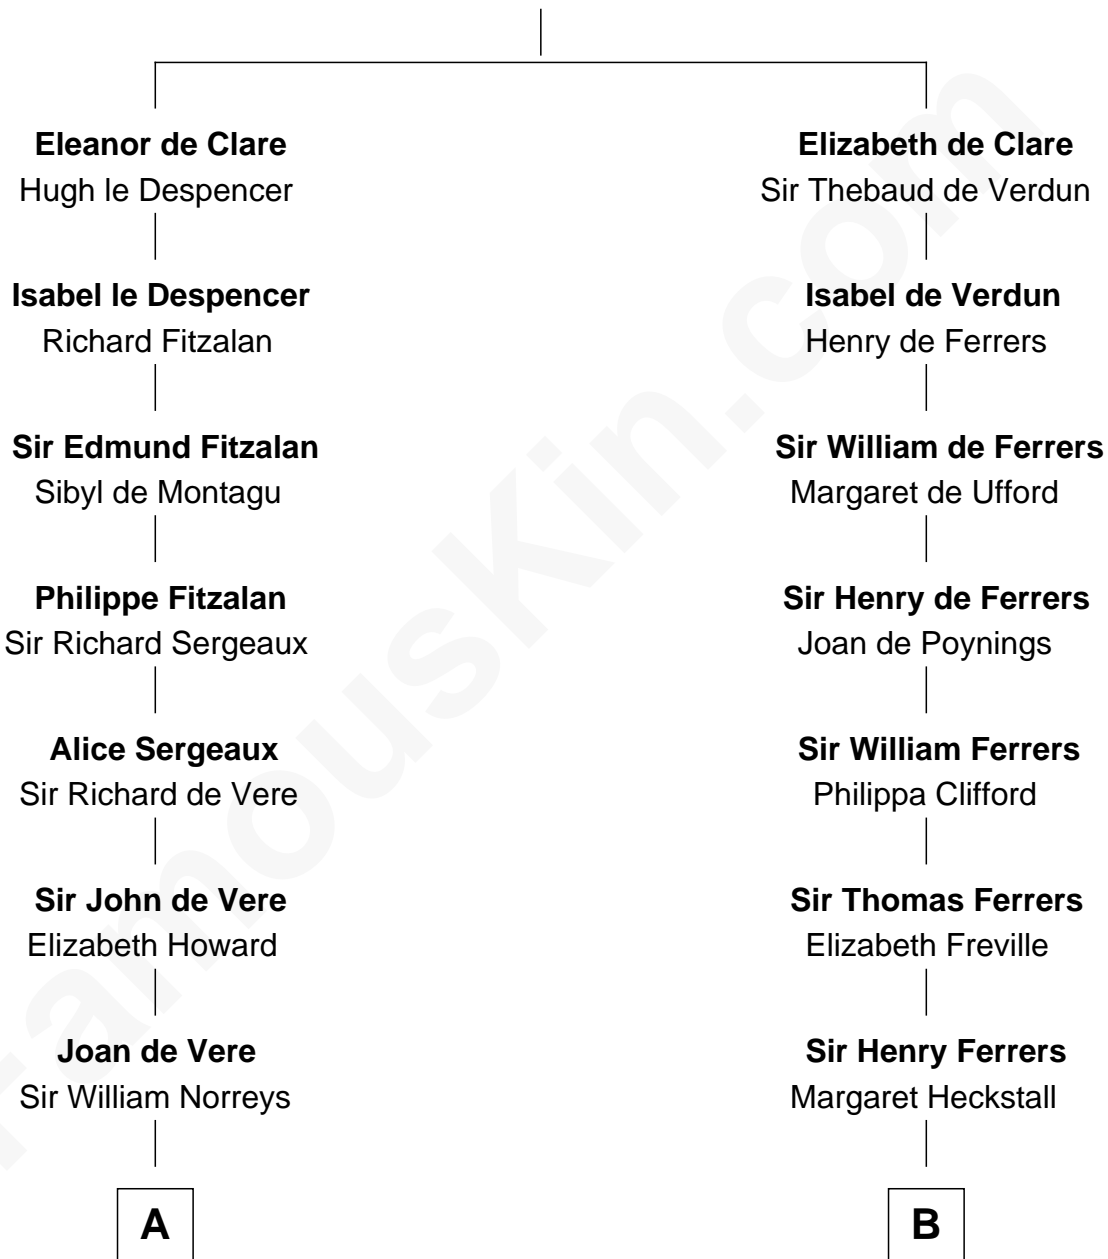 Eleanor de Clare
Hugh le Despencer
Isabel le Despencer
Richard Fitzalan
Sir Edmund Fitzalan
Sibyl de Montagu
Philippe Fitzalan
Sir Richard Sergeaux
Alice Sergeaux
Sir Richard de Vere
Sir John de Vere
Elizabeth Howard
Joan de Vere
Sir William Norreys
A
Elizabeth de Clare
Sir Thebaud de Verdun
Isabel de Verdun
Henry de Ferrers
Sir William de Ferrers
Margaret de Ufford
Sir Henry de Ferrers
Joan de Poynings
Sir William Ferrers
Philippa Clifford
Sir Thomas Ferrers
Elizabeth Freville
Sir Henry Ferrers
Margaret Heckstall
B
FamousKin.com